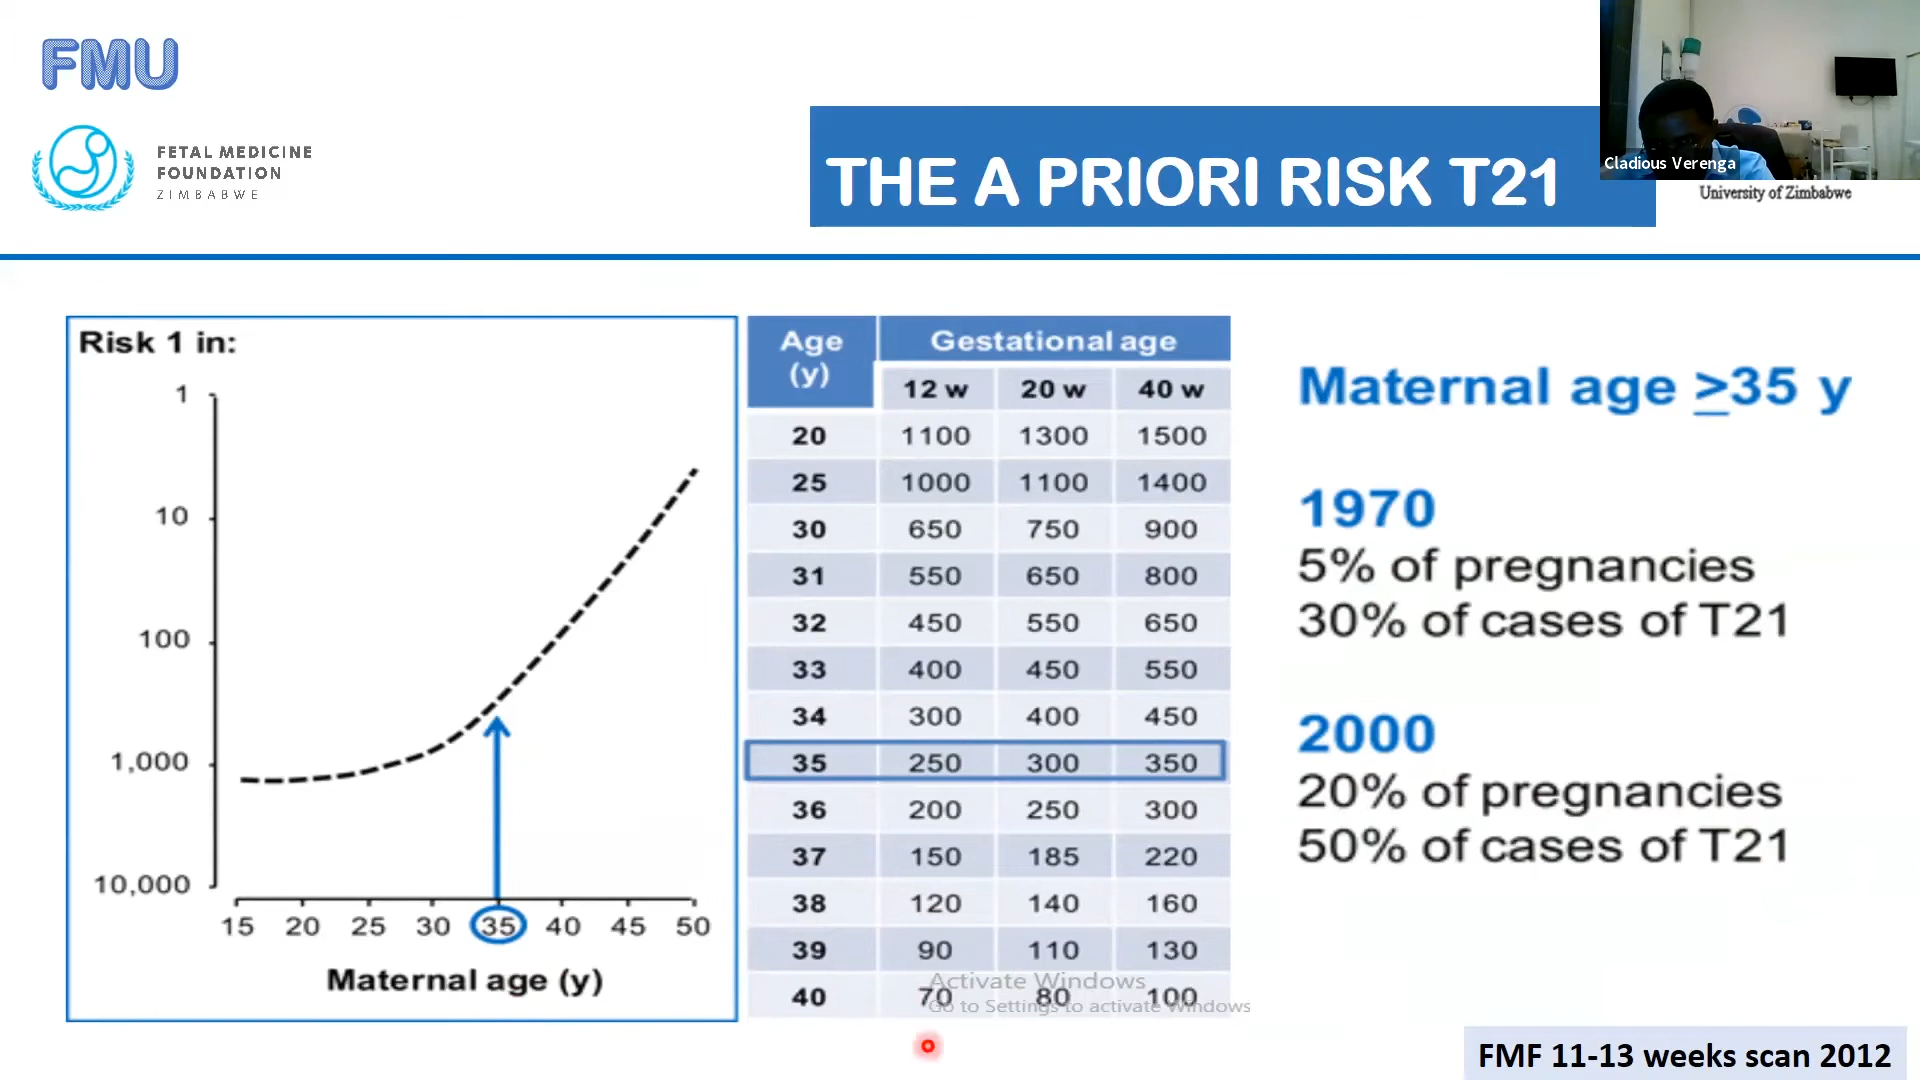 FMU
FETAL MEDICINE
FOUNDATION
ZIMBABWE
THE A PRIORI RISK T21
Cladious Verenga
University of Zimbabwe
Risk 1 in:
1
10
100
1,000
10,000
15 20 25 30 35 40 45 50
Maternal age (y)
Age (y) Gestational age
12 w 20 w 40 w
20 1100 1300 1500
25 1000 1100 1400
30 650 750 900
31 550 650 800
32 450 550 650
33 400 450 550
34 300 400 450
35 250 300 350
36 200 250 300
37 150 185 220
38 120 140 160
39 90 110 130
40 70 80 100
Maternal age ≥35 y
1970
5% of pregnancies
30% of cases of T21
2000
20% of pregnancies
50% of cases of T21
Activate Windows
Go to Settings to activate Windows
FMF 11-13 weeks scan 2012